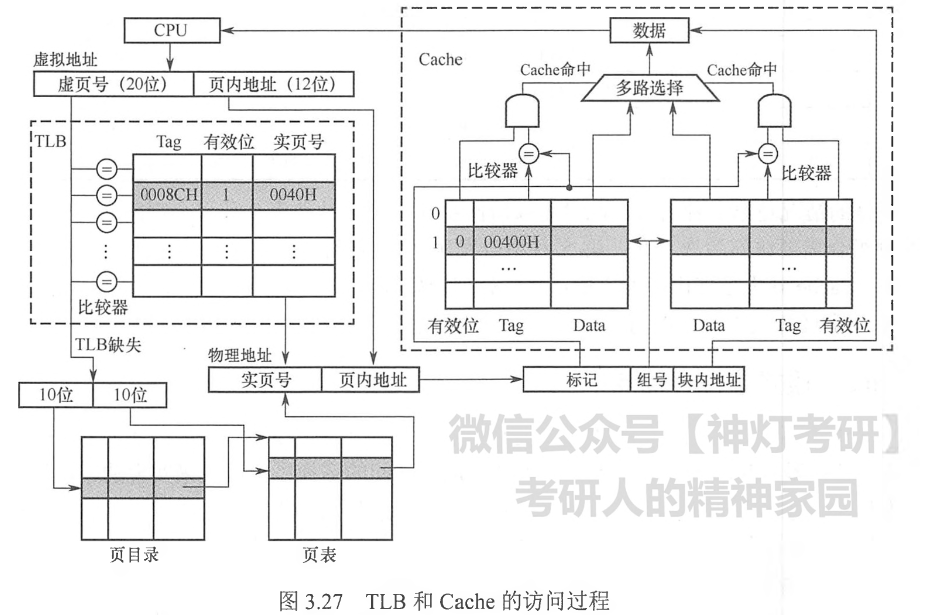 CPU
数据
虚拟地址
Cache
虚页号（20位） 页内地址（12位）
Cache命中 Cache命中
多路选择
TLB
Tag 有效位 实页号
= = = =
0008CH 1 0040H
⋮ ⋮ ⋮ ⋮
比较器
= =
比较器 比较器
0
1 0 00400H
… …
有效位 Tag Data Data Tag 有效位
TLB缺失
物理地址
实页号 页内地址
标记 组号 块内地址
10位 10位
页目录
页表
微信公众号【神灯考研】
考研人的精神家园
图 3.27 TLB 和 Cache 的访问过程